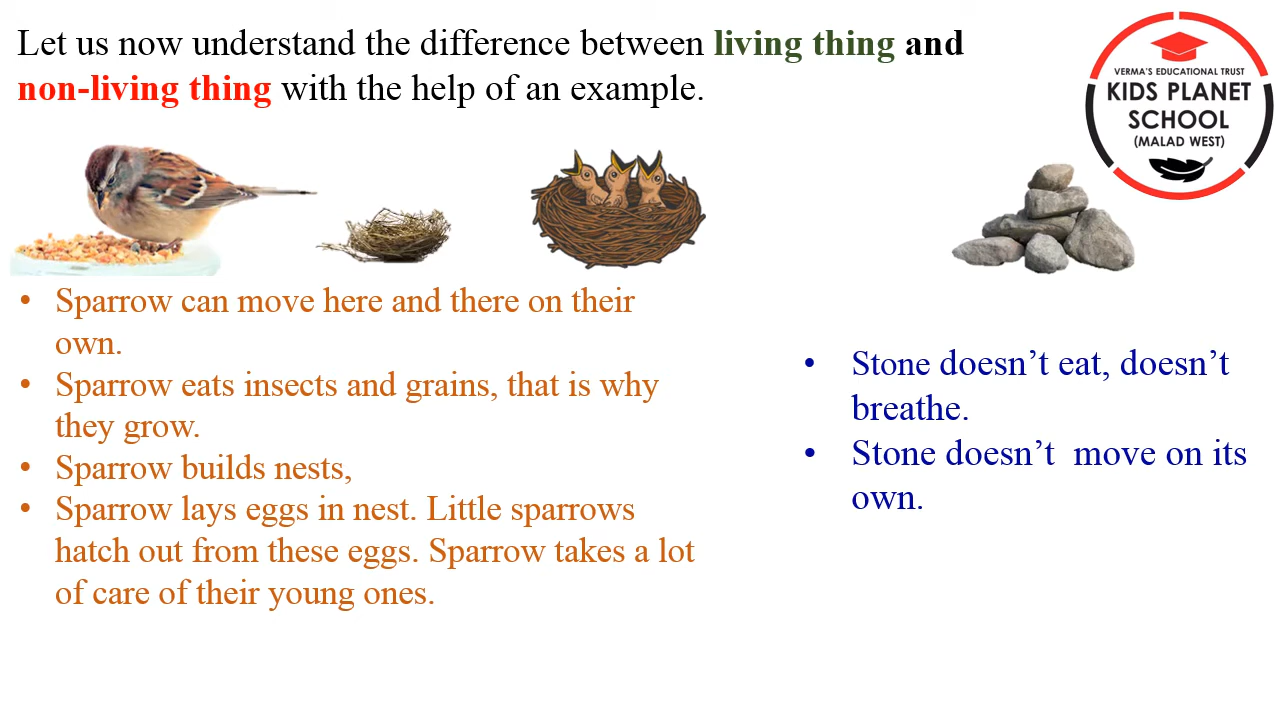 Let us now understand the difference between living thing and
non-living thing with the help of an example.
VERMA'S EDUCATIONAL TRUST
KIDS PLANET
SCHOOL
(MALAD WEST)
• Sparrow can move here and there on their
own.
• Sparrow eats insects and grains, that is why
they grow.
• Sparrow builds nests,
• Sparrow lays eggs in nest. Little sparrows
hatch out from these eggs. Sparrow takes a lot
of care of their young ones.
• Stone doesn’t eat, doesn’t
breathe.
• Stone doesn’t  move on its
own.